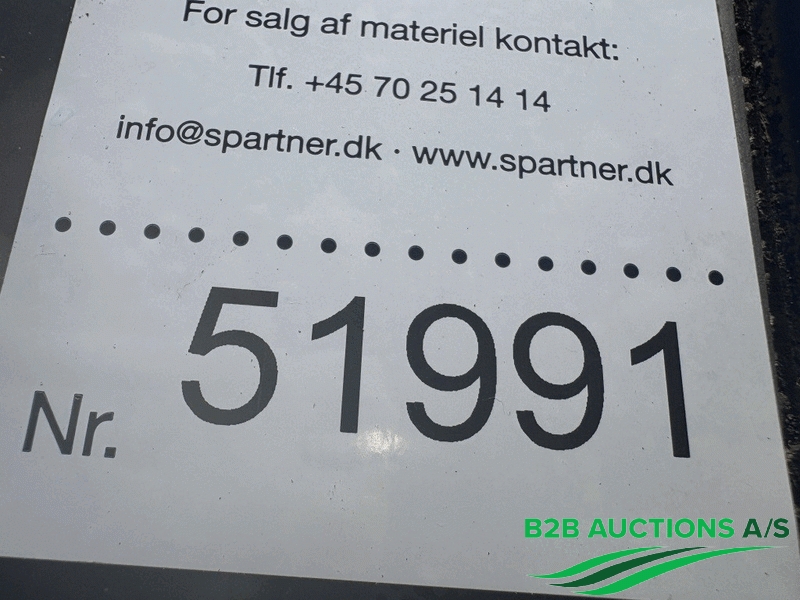 For salg af materiel kontakt:
Tlf. +45 70 25 14 14
info@spartner.dk · www.spartner.dk
Nr. 51991
B2B AUCTIONS A/S